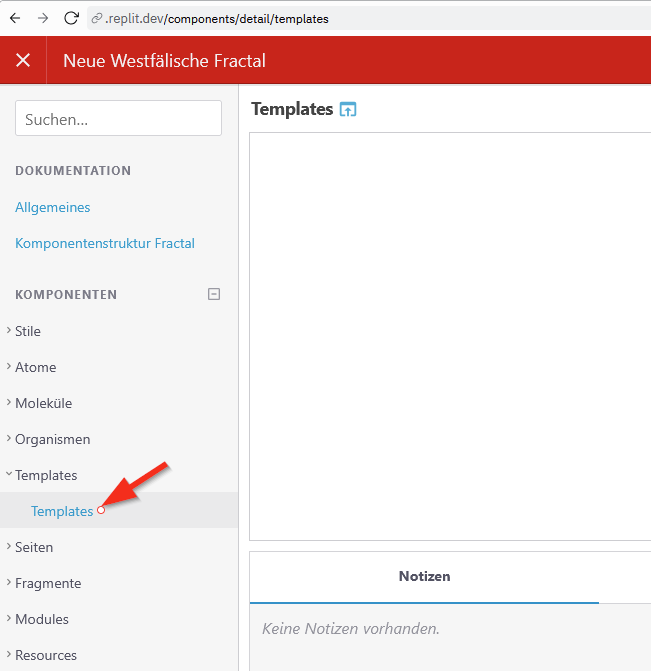 .replit.dev/components/detail/templates
Neue Westfälische Fractal
Suchen...
DOKUMENTATION
Allgemeines
Komponentenstruktur Fractal
KOMPONENTEN
Stile
Atome
Moleküle
Organismen
Templates
Templates
Seiten
Fragmente
Modules
Resources
Templates
Notizen
Keine Notizen vorhanden.